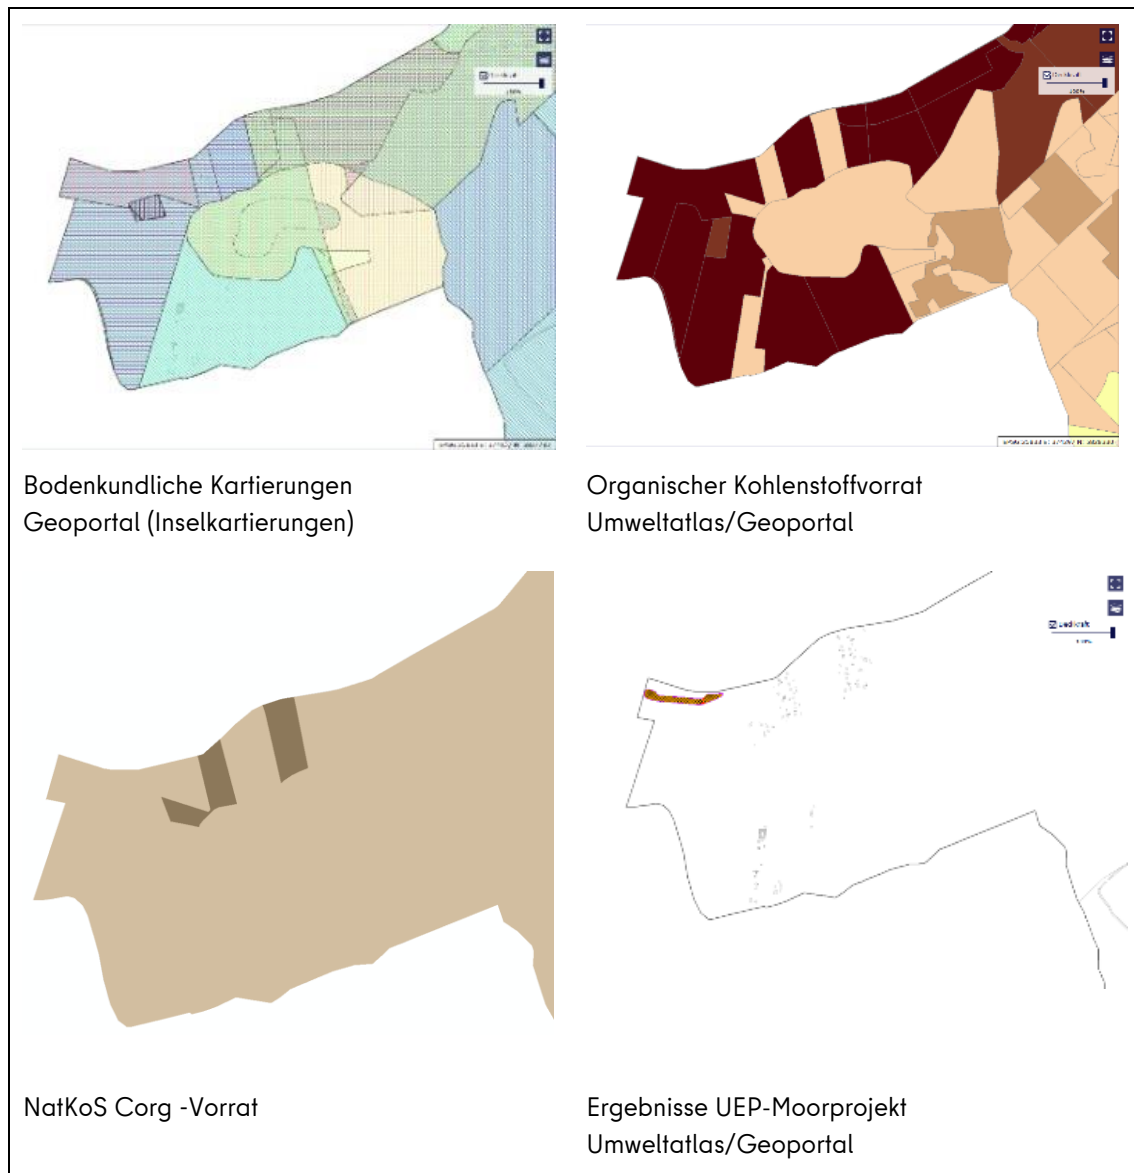 Bodenkundliche Kartierungen
Geoportal (Inselkartierungen)
Organischer Kohlenstoffvorrat
Umweltatlas/Geoportal
NatKoS Corg -Vorrat
Ergebnisse UEP-Moorprojekt
Umweltatlas/Geoportal